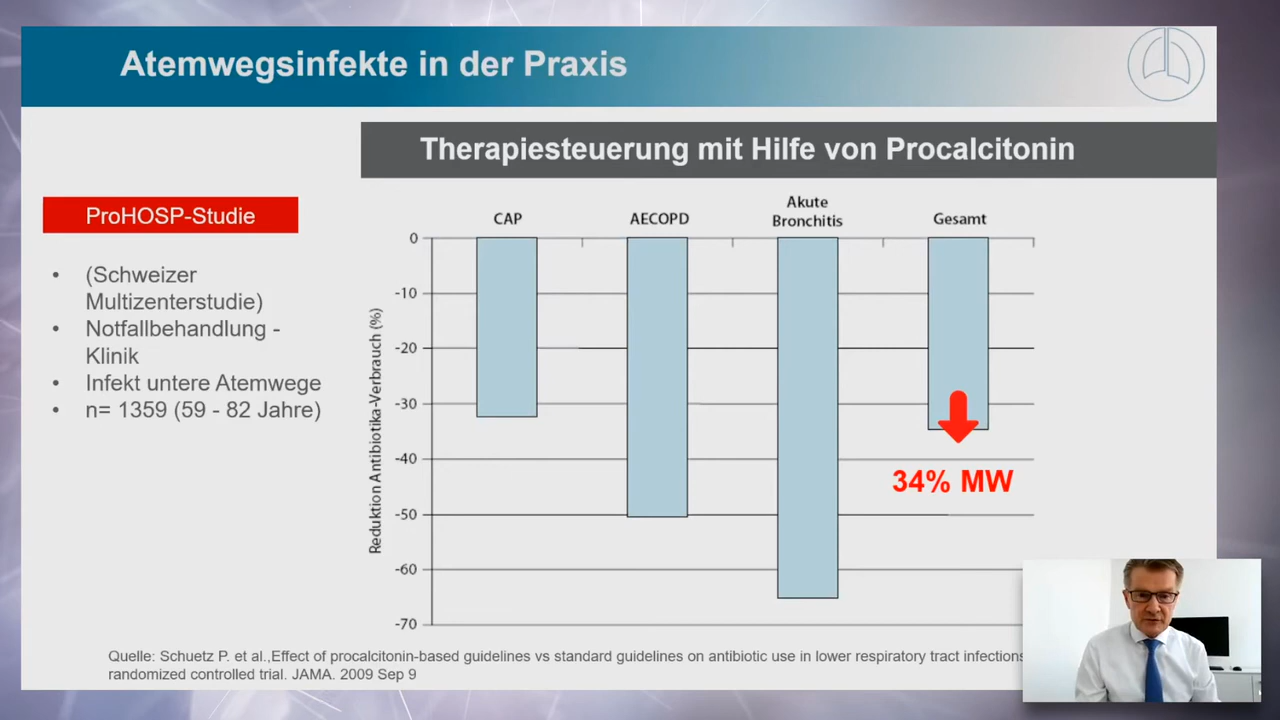 Atemwegsinfekte in der Praxis
Therapiesteuerung mit Hilfe von Procalcitonin
ProHOSP-Studie
• (Schweizer
Multizenterstudie)
• Notfallbehandlung -
Klinik
• Infekt untere Atemwege
• n= 1359 (59 - 82 Jahre)
CAP
AECOPD
Akute
Bronchitis
Gesamt
Reduktion Antibiotika-Verbrauch (%)
0
-10
-20
-30
-40
-50
-60
-70
34% MW
Quelle: Schuetz P. et al.,Effect of procalcitonin-based guidelines vs standard guidelines on antibiotic use in lower respiratory tract infections
randomized controlled trial. JAMA. 2009 Sep 9